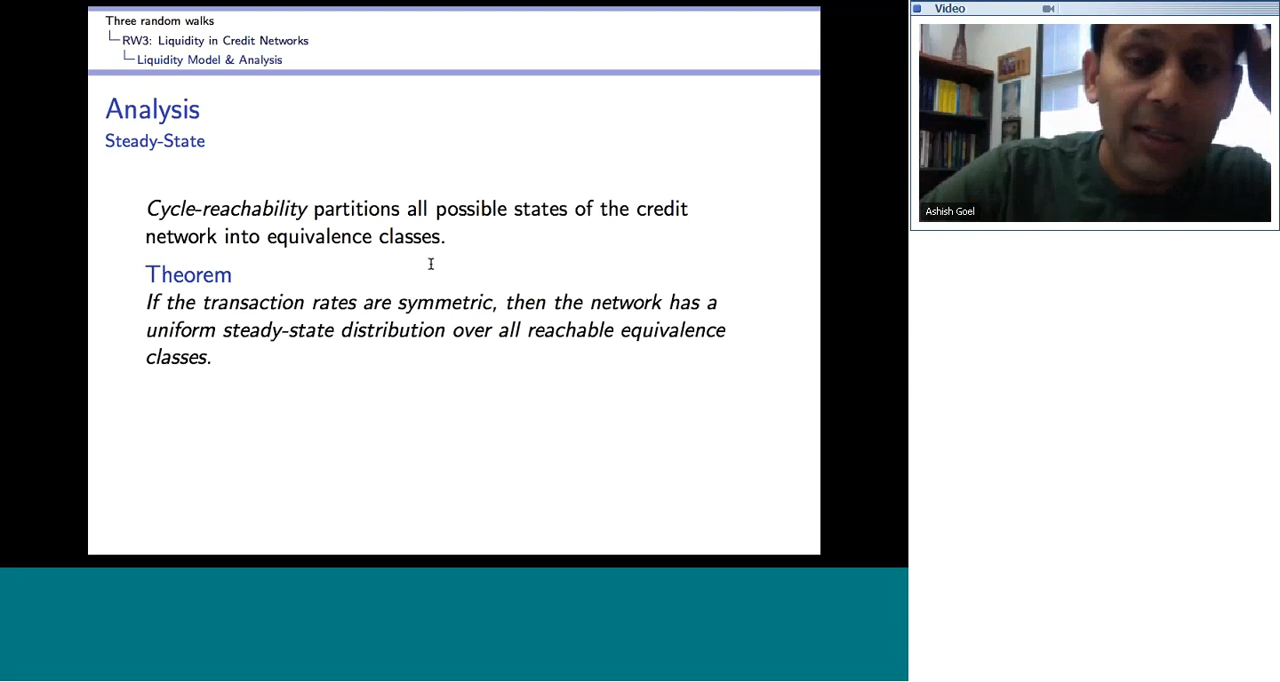 Three random walks
RW3: Liquidity in Credit Networks
Liquidity Model & Analysis
Analysis
Steady-State
Cycle-reachability partitions all possible states of the credit
network into equivalence classes.
Theorem
If the transaction rates are symmetric, then the network has a
uniform steady-state distribution over all reachable equivalence
classes.
Video
Ashish Goel